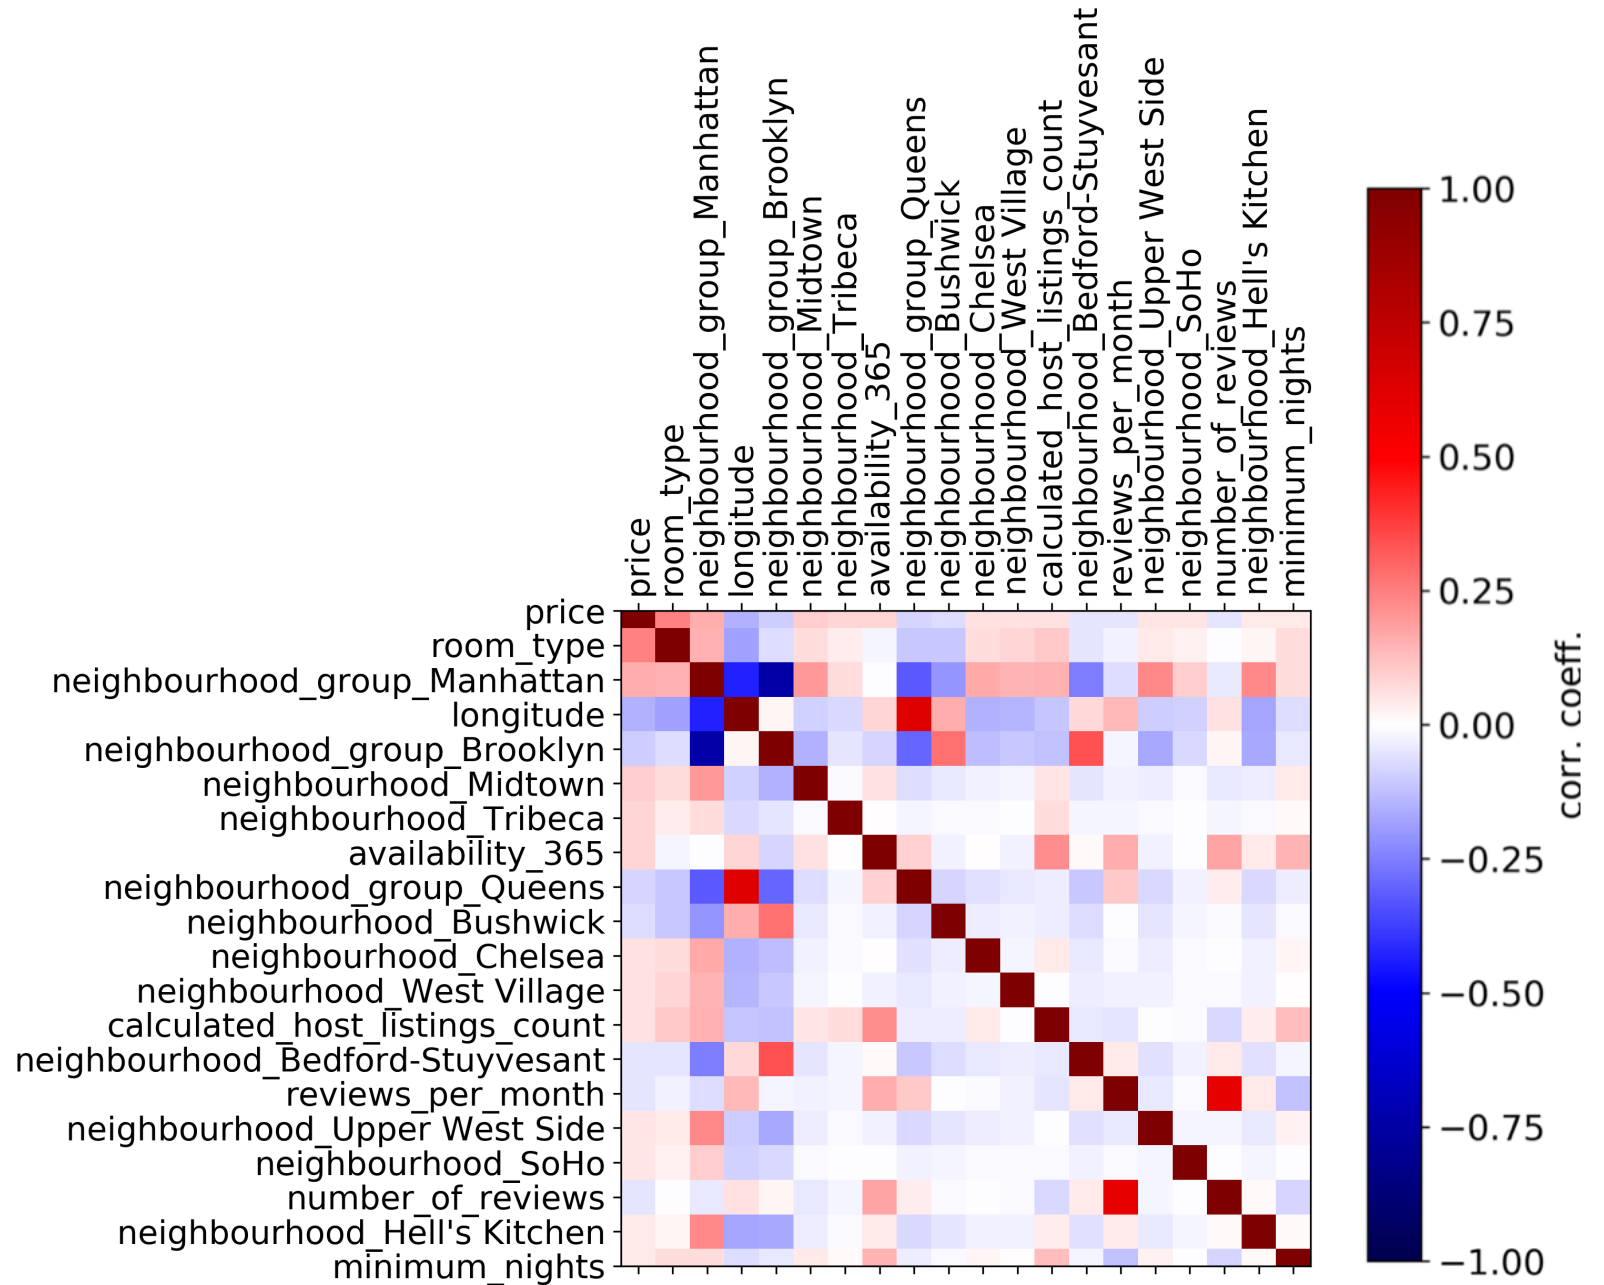 price
room_type
neighbourhood_group_Manhattan
longitude
neighbourhood_group_Brooklyn
neighbourhood_Midtown
neighbourhood_Tribeca
availability_365
neighbourhood_group_Queens
neighbourhood_Bushwick
neighbourhood_Chelsea
neighbourhood_West Village
calculated_host_listings_count
neighbourhood_Bedford-Stuyvesant
reviews_per_month
neighbourhood_Upper West Side
neighbourhood_SoHo
number_of_reviews
neighbourhood_Hell's Kitchen
minimum_nights
price
room_type
neighbourhood_group_Manhattan
longitude
neighbourhood_group_Brooklyn
neighbourhood_Midtown
neighbourhood_Tribeca
availability_365
neighbourhood_group_Queens
neighbourhood_Bushwick
neighbourhood_Chelsea
neighbourhood_West Village
calculated_host_listings_count
neighbourhood_Bedford-Stuyvesant
reviews_per_month
neighbourhood_Upper West Side
neighbourhood_SoHo
number_of_reviews
neighbourhood_Hell's Kitchen
minimum_nights
1.00
0.75
0.50
0.25
0.00
−0.25
−0.50
−0.75
−1.00
corr. coeff.